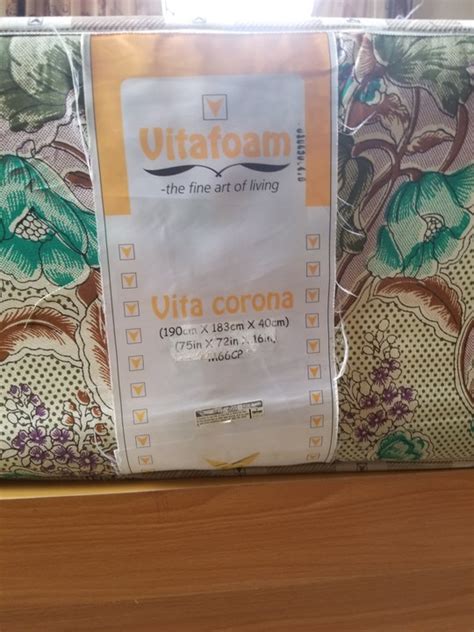 Vitafoam
-the fine art of living
Vita corona
(190cm X 183cm X 40cm)
(75in X 72in X 16in)
M66CP